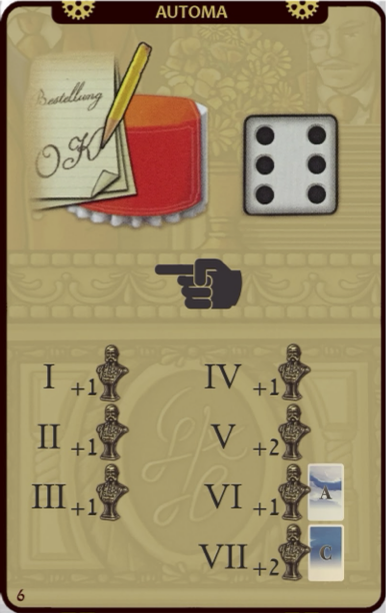 AUTOMA
Bestellung
OK
I +1
IV +1
II +1
V +2
III +1
VI +1 A
VII +2 C
6